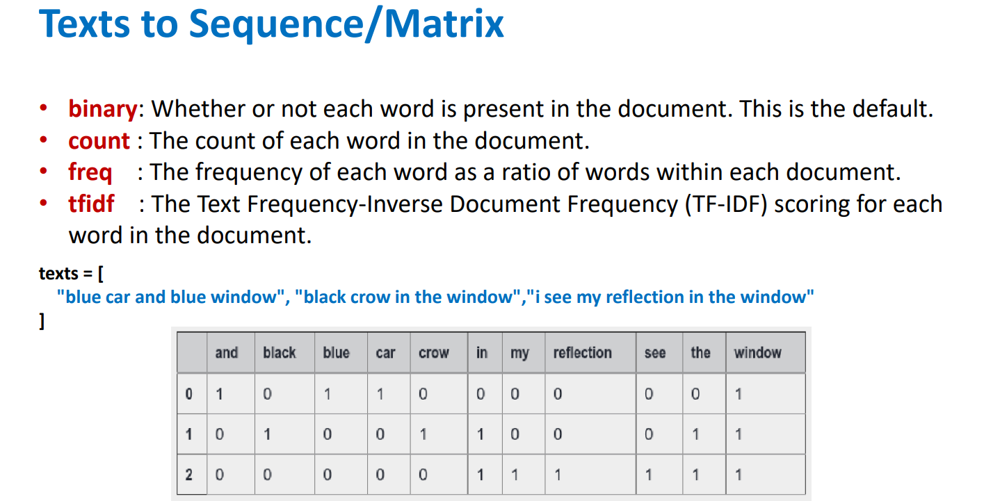 Texts to Sequence/Matrix
• binary: Whether or not each word is present in the document. This is the default.
• count : The count of each word in the document.
• freq : The frequency of each word as a ratio of words within each document.
• tfidf : The Text Frequency-Inverse Document Frequency (TF-IDF) scoring for each
word in the document.
texts = [
"blue car and blue window", "black crow in the window","i see my reflection in the window"
]
and black blue car crow in my reflection see the window
0 1 0 1 1 0 0 0 0 0 0 1
1 0 1 0 0 1 1 0 0 0 1 1
2 0 0 0 0 0 1 1 1 1 1 1